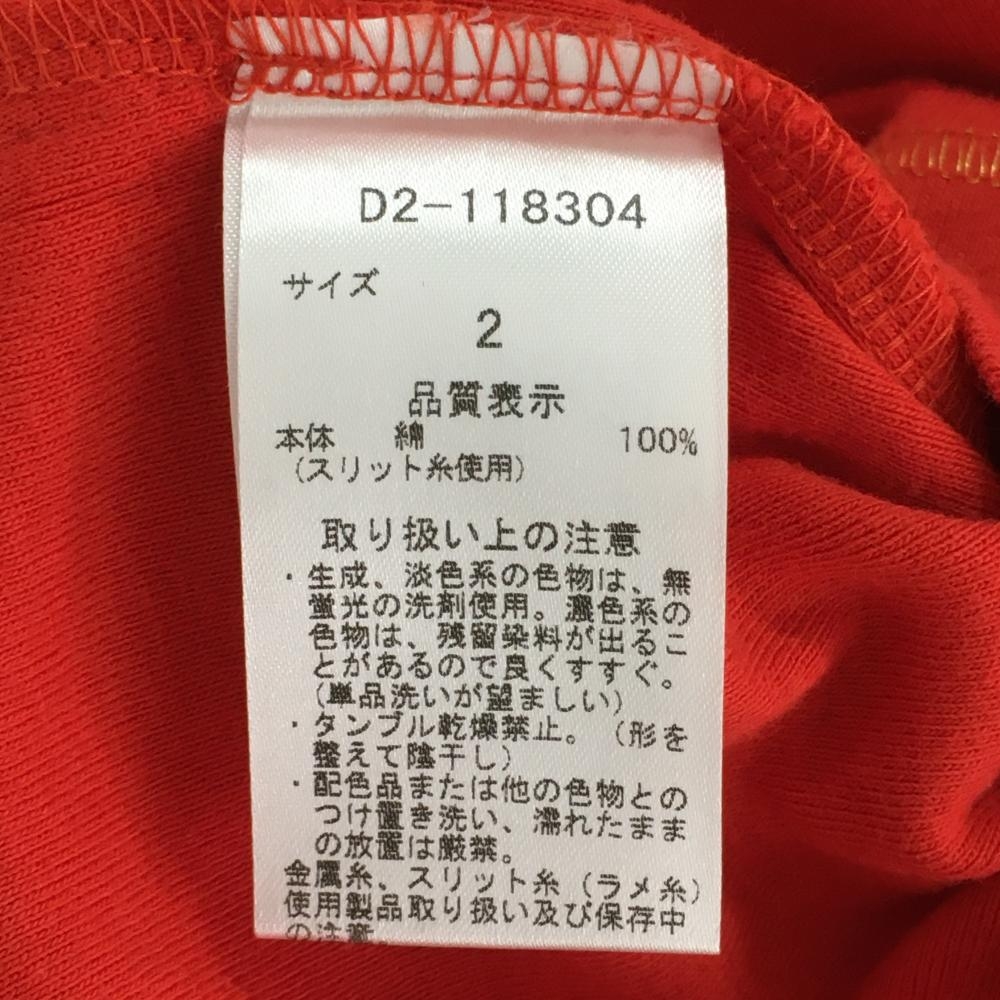 D2-118304
サイズ
2
品質表示
本体 綿 100%
（スリット糸使用）
取り扱い上の注意
・生成、淡色系の色物は、無
蛍光の洗剤使用。濃色系の
色物は、残留染料が出るこ
とがあるので良くすすぐ。
（単品洗いが望ましい）
・タンブル乾燥禁止。（形を
整えて陰干し）
・配色品または他の色物との
つけ置き洗い、濡れたまま
の放置は厳禁。
金属糸、スリット糸（ラメ糸）
使用製品取り扱い及び保存中
の注意。